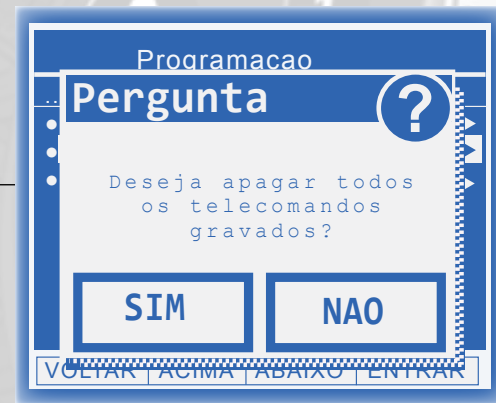 Programacao
..
Pergunta
?
Deseja apagar todos
os telecomandos
gravados?
SIM NAO
VOLTAR ACIMA ABAIXO ENTRAR